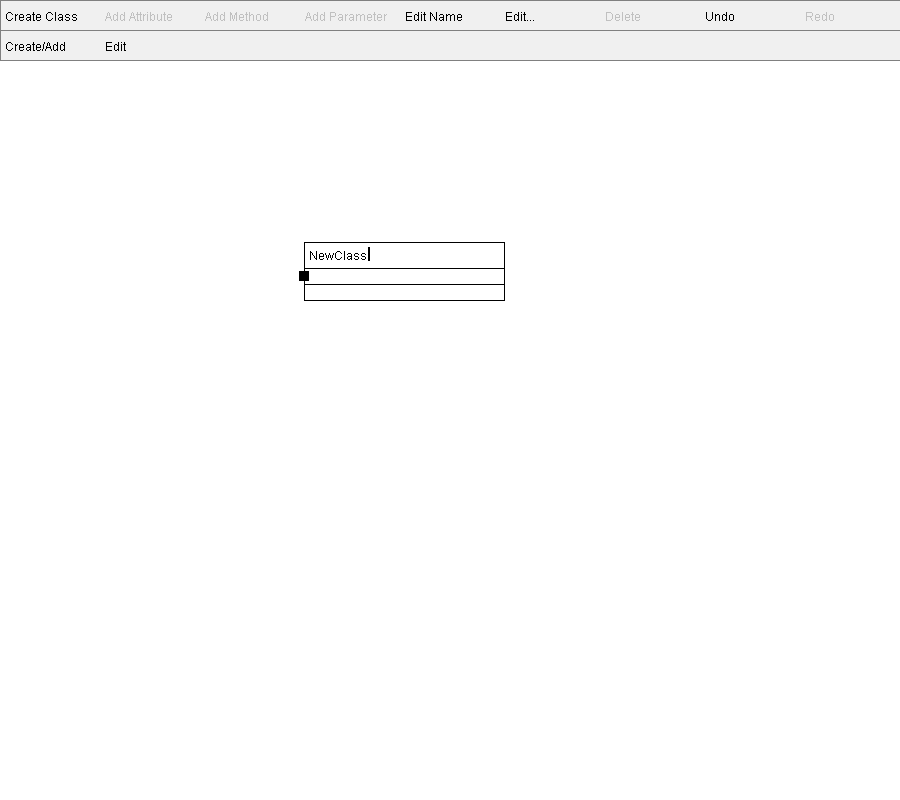 Create Class Add Attribute Add Method Add Parameter Edit Name Edit... Delete Undo Redo
Create/Add Edit
NewClass